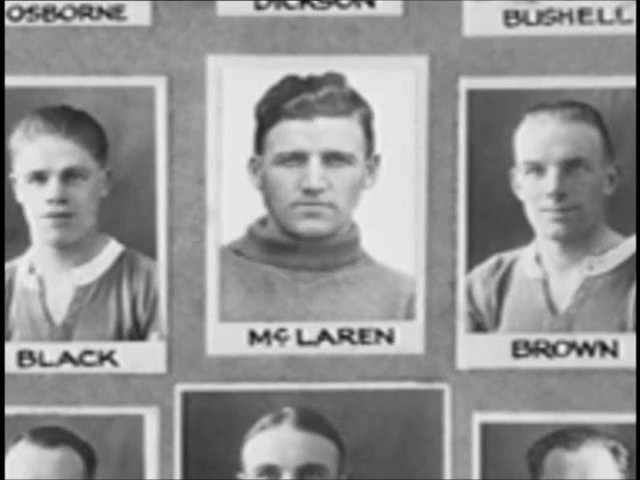 OSBORNE
DICKSON
BUSHELL
BLACK
McLAREN
BROWN